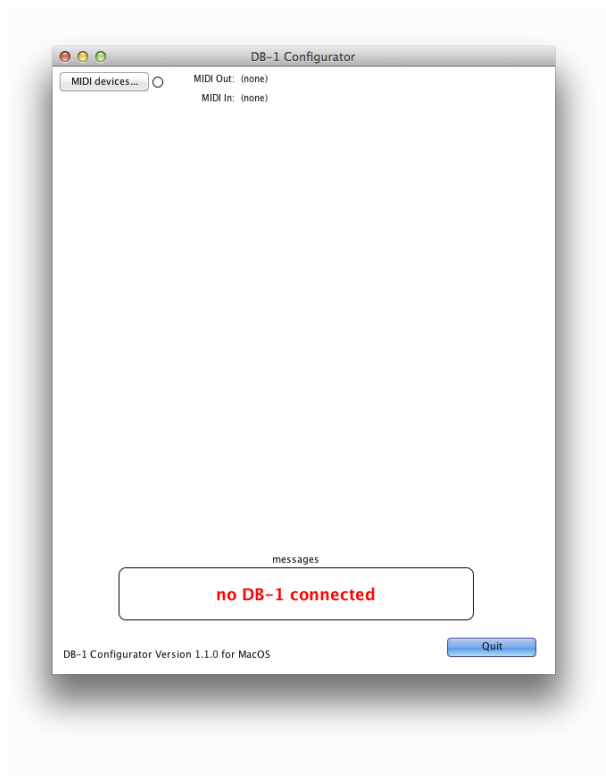 DB-1 Configurator
MIDI devices...
MIDI Out: (none)
MIDI In: (none)
messages
no DB-1 connected
Quit
DB-1 Configurator Version 1.1.0 for MacOS